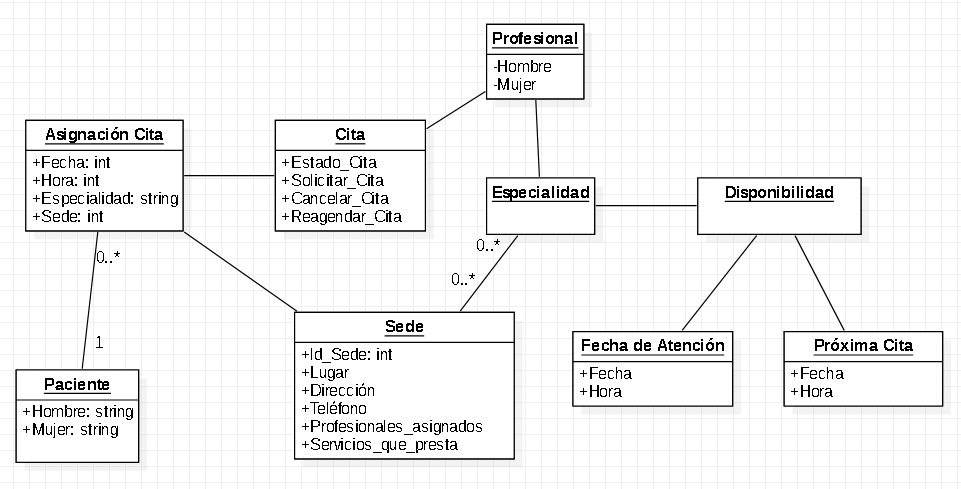 Profesional
-Hombre
-Mujer
Asignación Cita
+Fecha: int
+Hora: int
+Especialidad: string
+Sede: int
Cita
+Estado_Cita
+Solicitar_Cita
+Cancelar_Cita
+Reagendar_Cita
Especialidad
Disponibilidad
0..*
0..*
0..*
1
Sede
+Id_Sede: int
+Lugar
+Dirección
+Teléfono
+Profesionales_asignados
+Servicios_que_presta
Fecha de Atención
+Fecha
+Hora
Próxima Cita
+Fecha
+Hora
Paciente
+Hombre: string
+Mujer: string